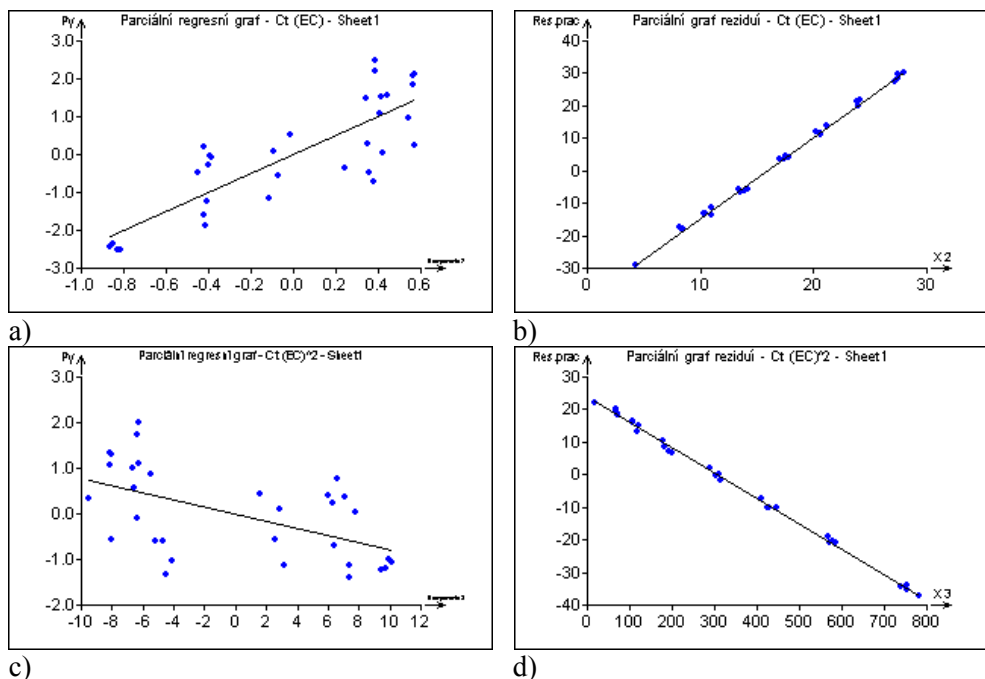 Py Parciální regresní graf - Ct (EC) - Sheet1
3.0
2.0
1.0
0.0
-1.0
-2.0
-3.0
-1.0 -0.8 -0.6 -0.4 -0.2 0.0 0.2 0.4 0.6
a)
Res.prac Parciální graf reziduí - Ct (EC) - Sheet1
40
30
20
10
0
-10
-20
-30
0 10 20 30
X2
b)
Py Parciální regresní graf - Ct (EC)^2 - Sheet1
3.0
2.0
1.0
0.0
-1.0
-2.0
-10 -8 -6 -4 -2 0 2 4 6 8 10 12
c)
Res.prac Parciální graf reziduí - Ct (EC)^2 - Sheet1
30
20
10
0
-10
-20
-30
-40
0 100 200 300 400 500 600 700 800
X3
d)